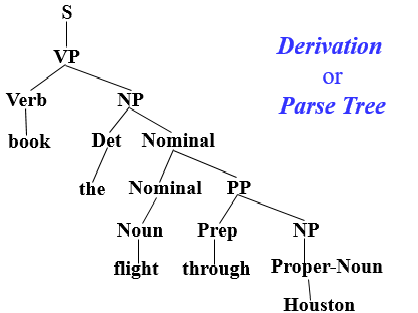 S
VP
Derivation
or
Parse Tree
Verb NP
book Det Nominal
the Nominal PP
Noun Prep NP
flight through Proper-Noun
Houston